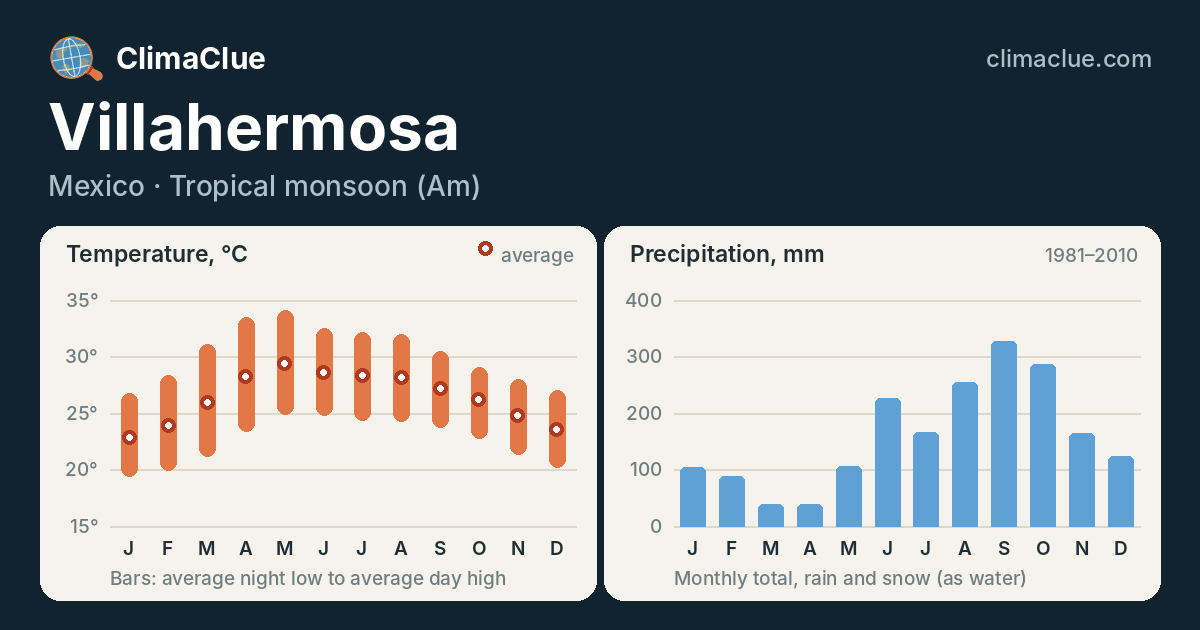 ClimaClue
climaclue.com
Villahermosa
Mexico · Tropical monsoon (Am)
Temperature, °C
average
35°
30°
25°
20°
15°
J F M A M J J A S O N D
Bars: average night low to average day high
Precipitation, mm
1981–2010
400
300
200
100
0
J F M A M J J A S O N D
Monthly total, rain and snow (as water)